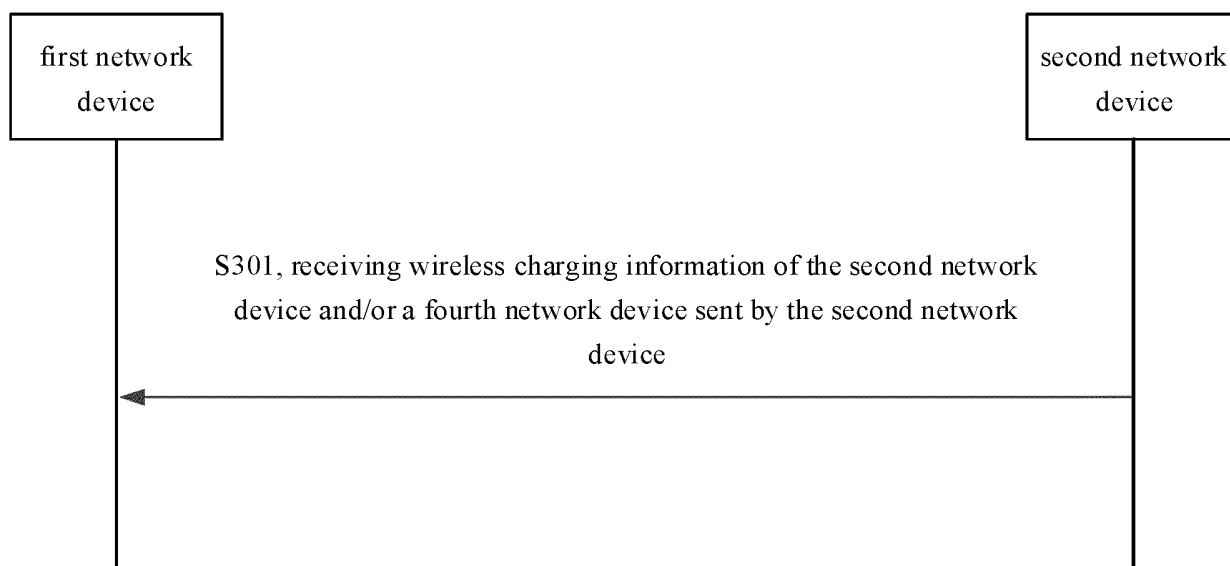 first network
device
second network
device
S301, receiving wireless charging information of the second network
device and/or a fourth network device sent by the second network
device